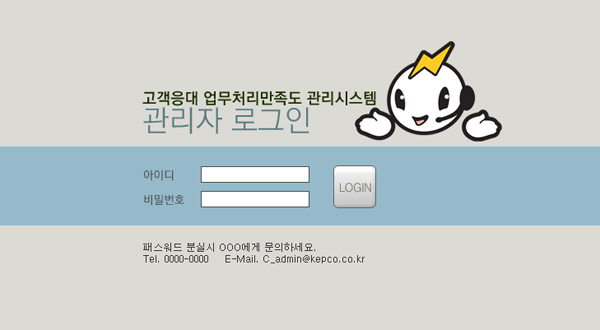 고객응대 업무처리만족도 관리시스템
관리자 로그인
아이디
비밀번호
LOGIN
패스워드 분실시 OOO에게 문의하세요.
Tel. 0000-0000 E-Mail. C_admin@kepco.co.kr